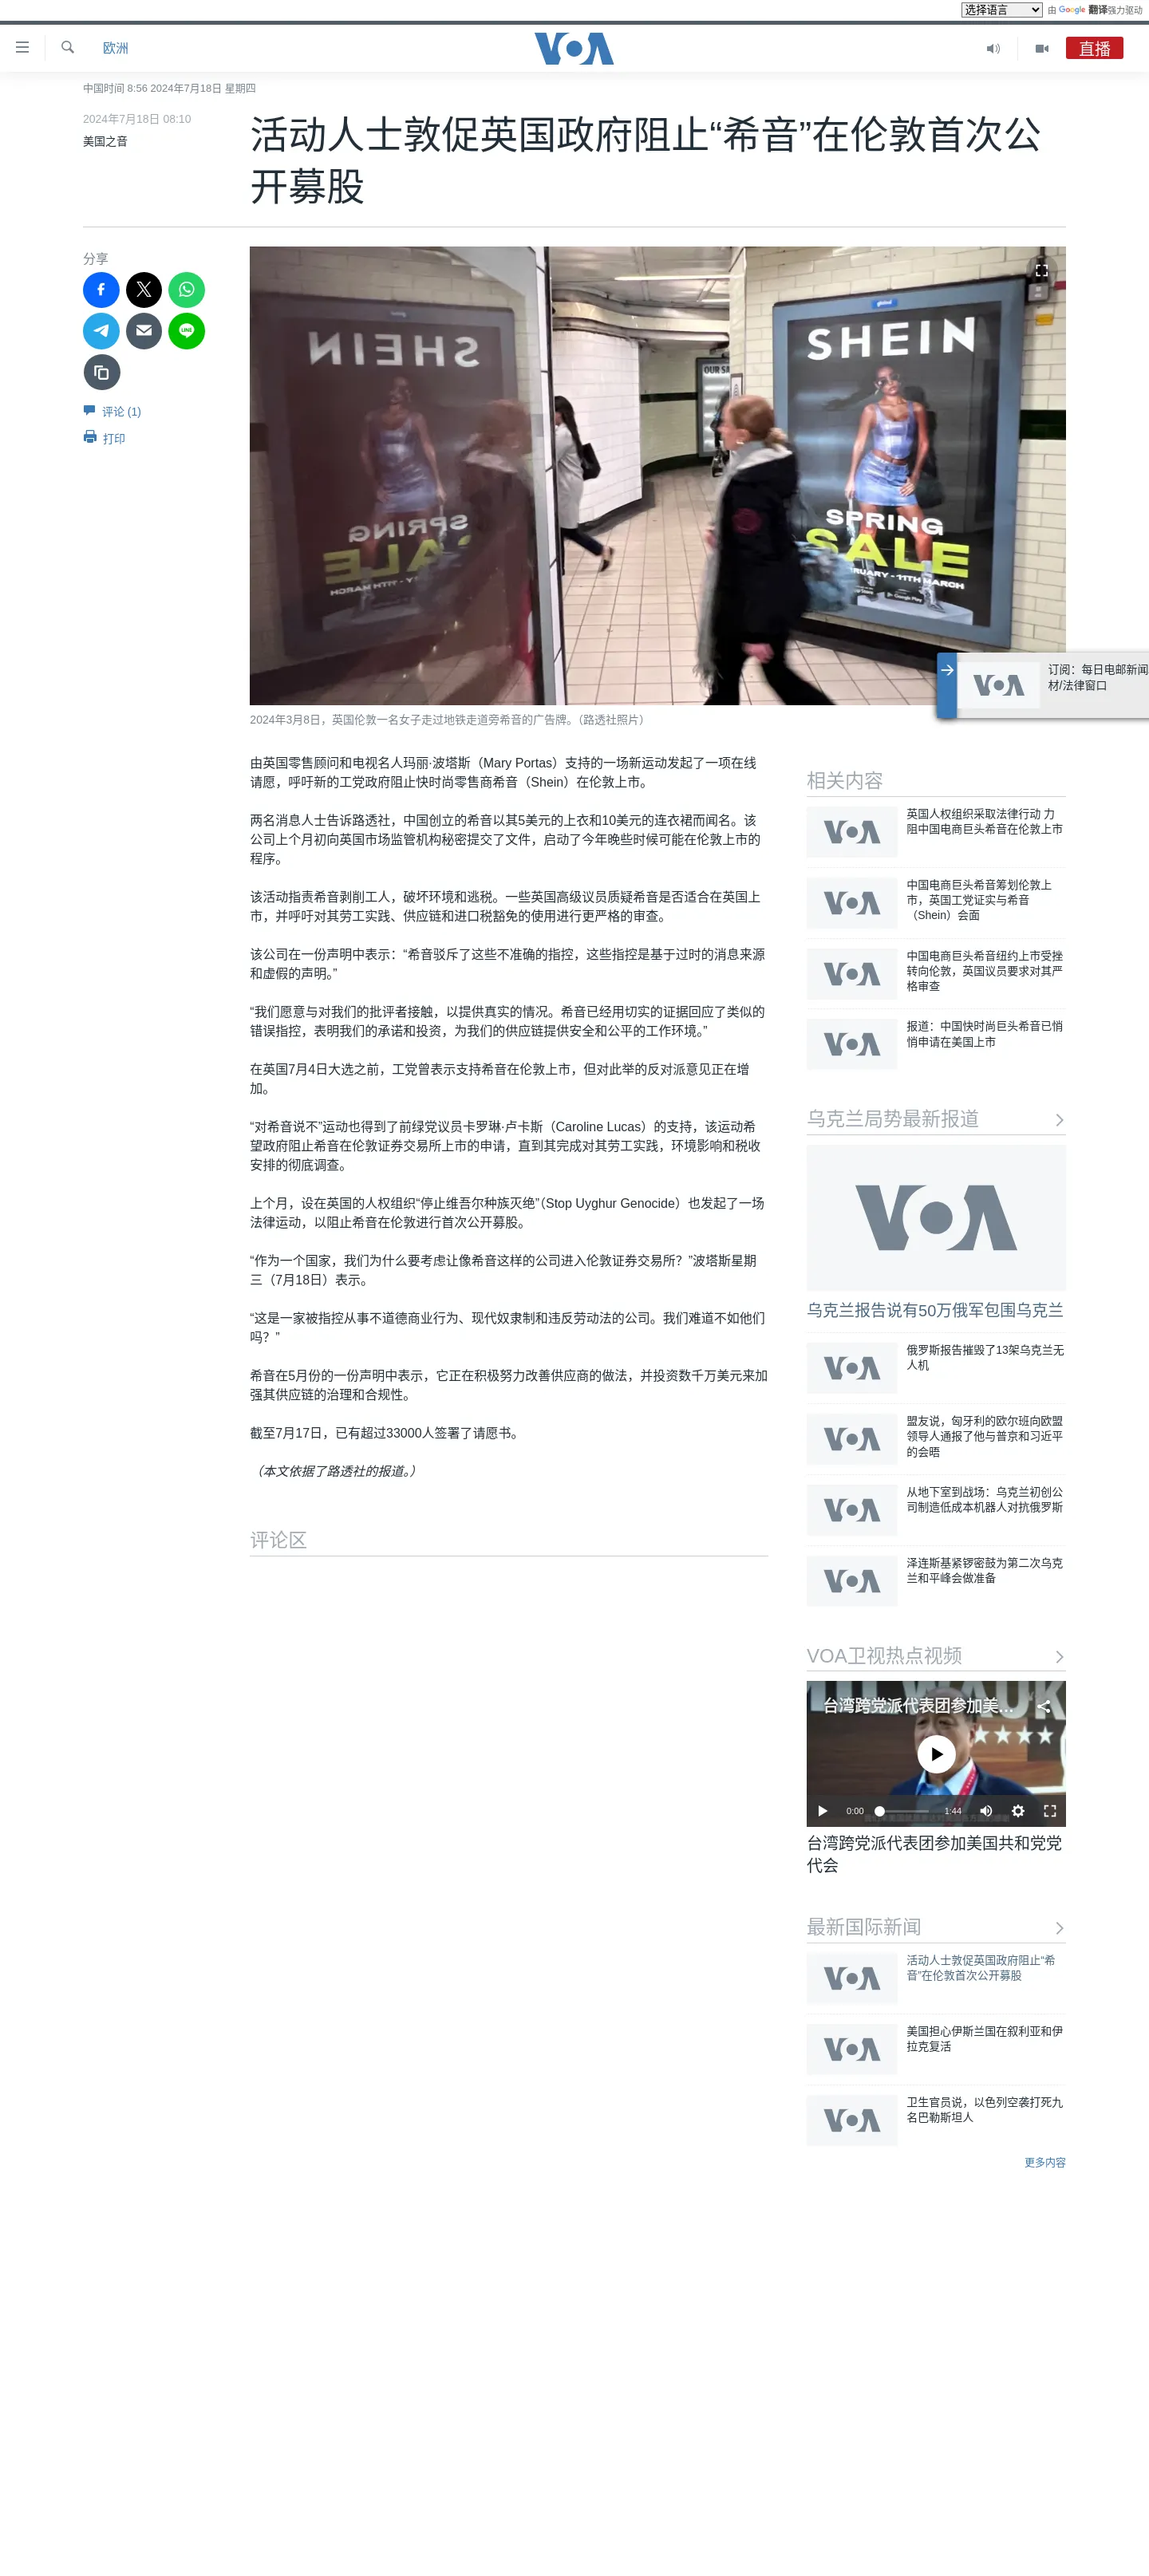 选择语言
由 Google 翻译强力驱动
欧洲
VOA
直播
中国时间 8:56 2024年7月18日 星期四
2024年7月18日 08:10
美国之音
活动人士敦促英国政府阻止“希音”在伦敦首次公
开募股
分享
评论 (1)
打印
SHEIN
SPRING
SALE
global
OUR SA
SHEIN
SPRING
SALE
11TH MARCH
Google Play
2024年3月8日，英国伦敦一名女子走过地铁走道旁希音的广告牌。（路透社照片）
VOA
订阅：每日电邮新闻
材/法律窗口
由英国零售顾问和电视名人玛丽·波塔斯（Mary Portas）支持的一场新运动发起了一项在线
请愿，呼吁新的工党政府阻止快时尚零售商希音（Shein）在伦敦上市。
两名消息人士告诉路透社，中国创立的希音以其5美元的上衣和10美元的连衣裙而闻名。该
公司上个月初向英国市场监管机构秘密提交了文件，启动了今年晚些时候可能在伦敦上市的
程序。
该活动指责希音剥削工人，破坏环境和逃税。一些英国高级议员质疑希音是否适合在英国上
市，并呼吁对其劳工实践、供应链和进口税豁免的使用进行更严格的审查。
该公司在一份声明中表示：“希音驳斥了这些不准确的指控，这些指控是基于过时的消息来源
和虚假的声明。”
“我们愿意与对我们的批评者接触，以提供真实的情况。希音已经用切实的证据回应了类似的
错误指控，表明我们的承诺和投资，为我们的供应链提供安全和公平的工作环境。”
在英国7月4日大选之前，工党曾表示支持希音在伦敦上市，但对此举的反对派意见正在增
加。
“对希音说不”运动也得到了前绿党议员卡罗琳·卢卡斯（Caroline Lucas）的支持，该运动希
望政府阻止希音在伦敦证券交易所上市的申请，直到其完成对其劳工实践，环境影响和税收
安排的彻底调查。
上个月，设在英国的人权组织“停止维吾尔种族灭绝”（Stop Uyghur Genocide）也发起了一场
法律运动，以阻止希音在伦敦进行首次公开募股。
“作为一个国家，我们为什么要考虑让像希音这样的公司进入伦敦证券交易所？”波塔斯星期
三（7月18日）表示。
“这是一家被指控从事不道德商业行为、现代奴隶制和违反劳动法的公司。我们难道不如他们
吗？”
希音在5月份的一份声明中表示，它正在积极努力改善供应商的做法，并投资数千万美元来加
强其供应链的治理和合规性。
截至7月17日，已有超过33000人签署了请愿书。
（本文依据了路透社的报道。）
评论区
相关内容
VOA
英国人权组织采取法律行动 力
阻中国电商巨头希音在伦敦上市
VOA
中国电商巨头希音筹划伦敦上
市，英国工党证实与希音
（Shein）会面
VOA
中国电商巨头希音纽约上市受挫
转向伦敦，英国议员要求对其严
格审查
VOA
报道：中国快时尚巨头希音已悄
悄申请在美国上市
乌克兰局势最新报道
VOA
乌克兰报告说有50万俄军包围乌克兰
VOA
俄罗斯报告摧毁了13架乌克兰无
人机
VOA
盟友说，匈牙利的欧尔班向欧盟
领导人通报了他与普京和习近平
的会晤
VOA
从地下室到战场：乌克兰初创公
司制造低成本机器人对抗俄罗斯
VOA
泽连斯基紧锣密鼓为第二次乌克
兰和平峰会做准备
VOA卫视热点视频
台湾跨党派代表团参加美...
0:00
1:44
台湾跨党派代表团参加美国共和党党
代会
最新国际新闻
VOA
活动人士敦促英国政府阻止“希
音”在伦敦首次公开募股
VOA
美国担心伊斯兰国在叙利亚和伊
拉克复活
VOA
卫生官员说，以色列空袭打死九
名巴勒斯坦人
更多内容